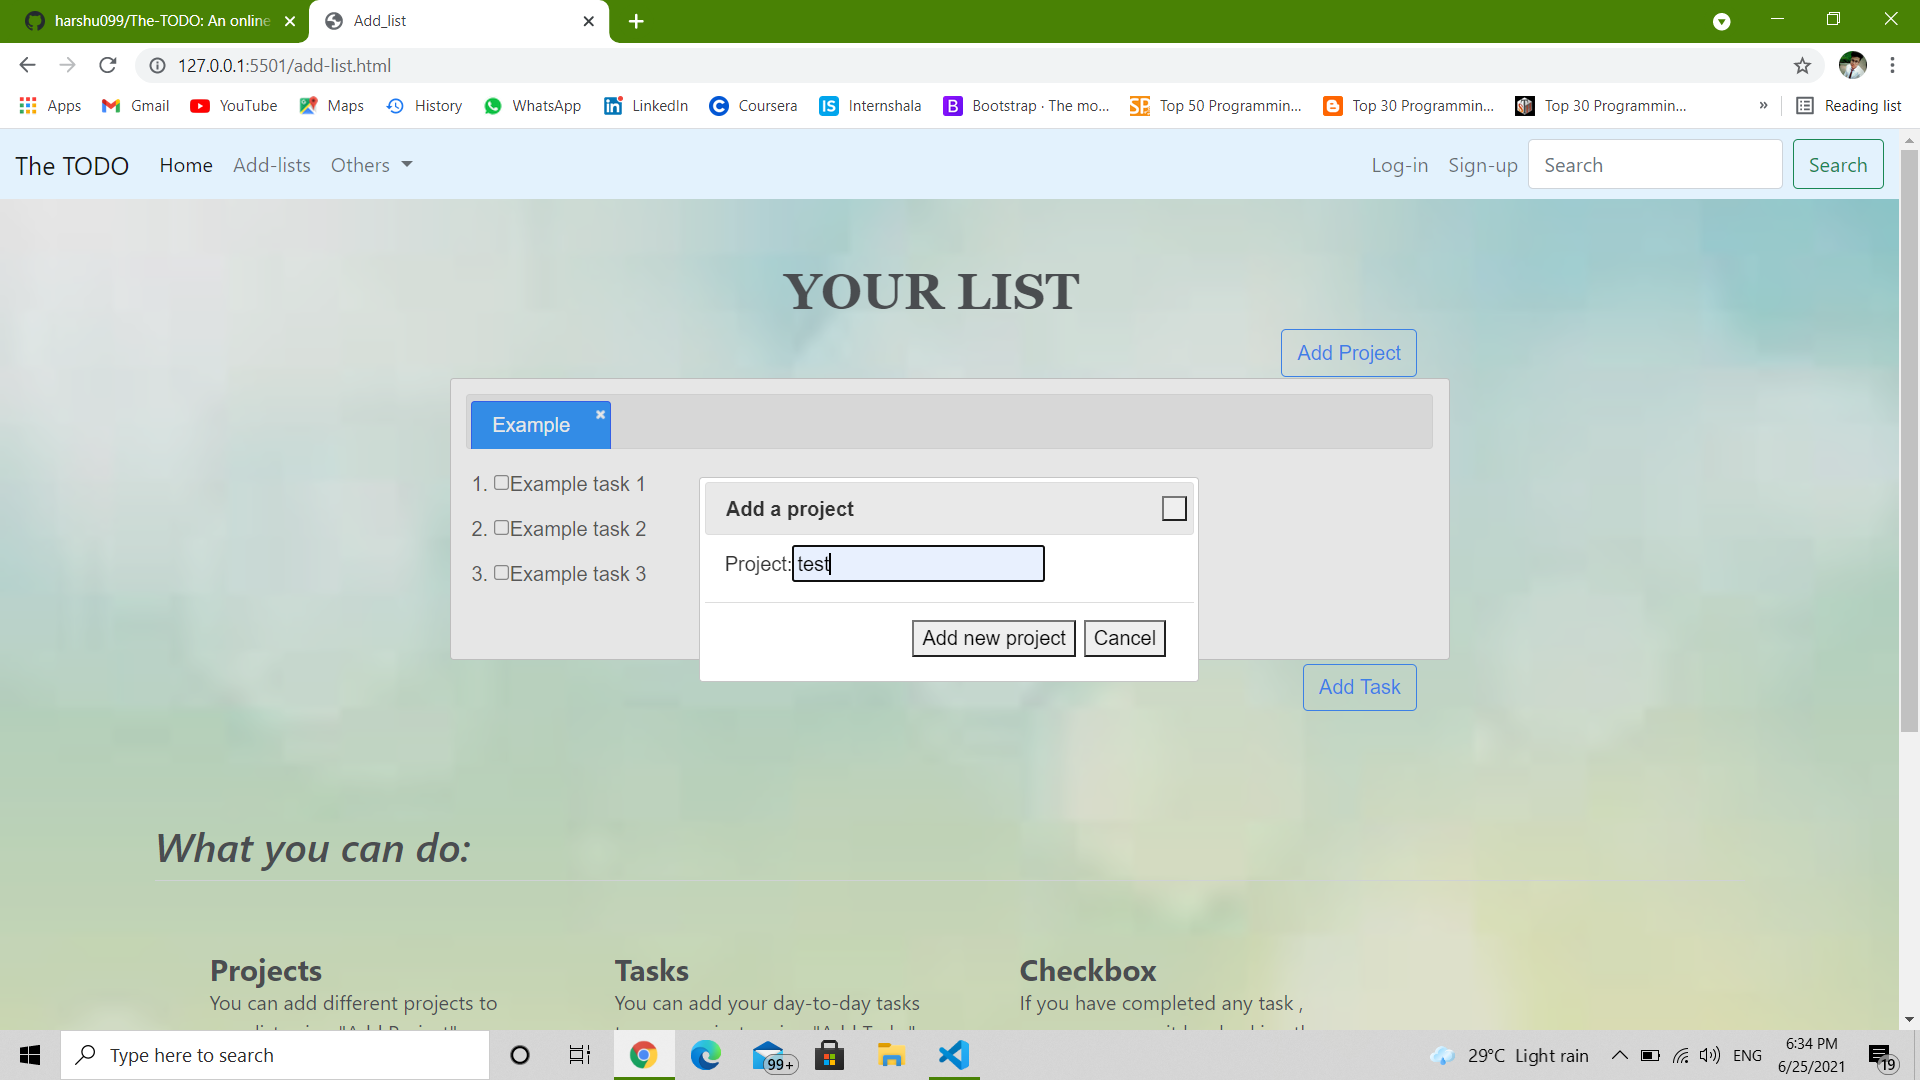 harshu099/The-TODO: An online
Add_list
127.0.0.1:5501/add-list.html
Apps Gmail YouTube Maps History WhatsApp LinkedIn Coursera Internshala Bootstrap · The mo... Top 50 Programmin... Top 30 Programmin... Top 30 Programmin... » Reading list
The TODO Home Add-lists Others Log-in Sign-up Search Search
YOUR LIST
Add Project
Example
1. Example task 1
2. Example task 2
3. Example task 3
Add a project
Project: test
Add new project Cancel
Add Task
What you can do:
Projects
You can add different projects to
Tasks
You can add your day-to-day tasks
Checkbox
If you have completed any task ,
Type here to search
99+
29°C Light rain
ENG
6:34 PM
6/25/2021
19